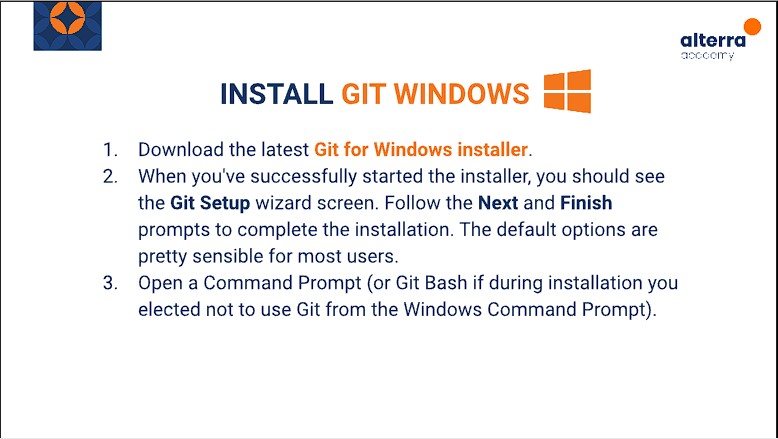 alterra
academy
INSTALL GIT WINDOWS
1. Download the latest Git for Windows installer.
2. When you've successfully started the installer, you should see
the Git Setup wizard screen. Follow the Next and Finish
prompts to complete the installation. The default options are
pretty sensible for most users.
3. Open a Command Prompt (or Git Bash if during installation you
elected not to use Git from the Windows Command Prompt).